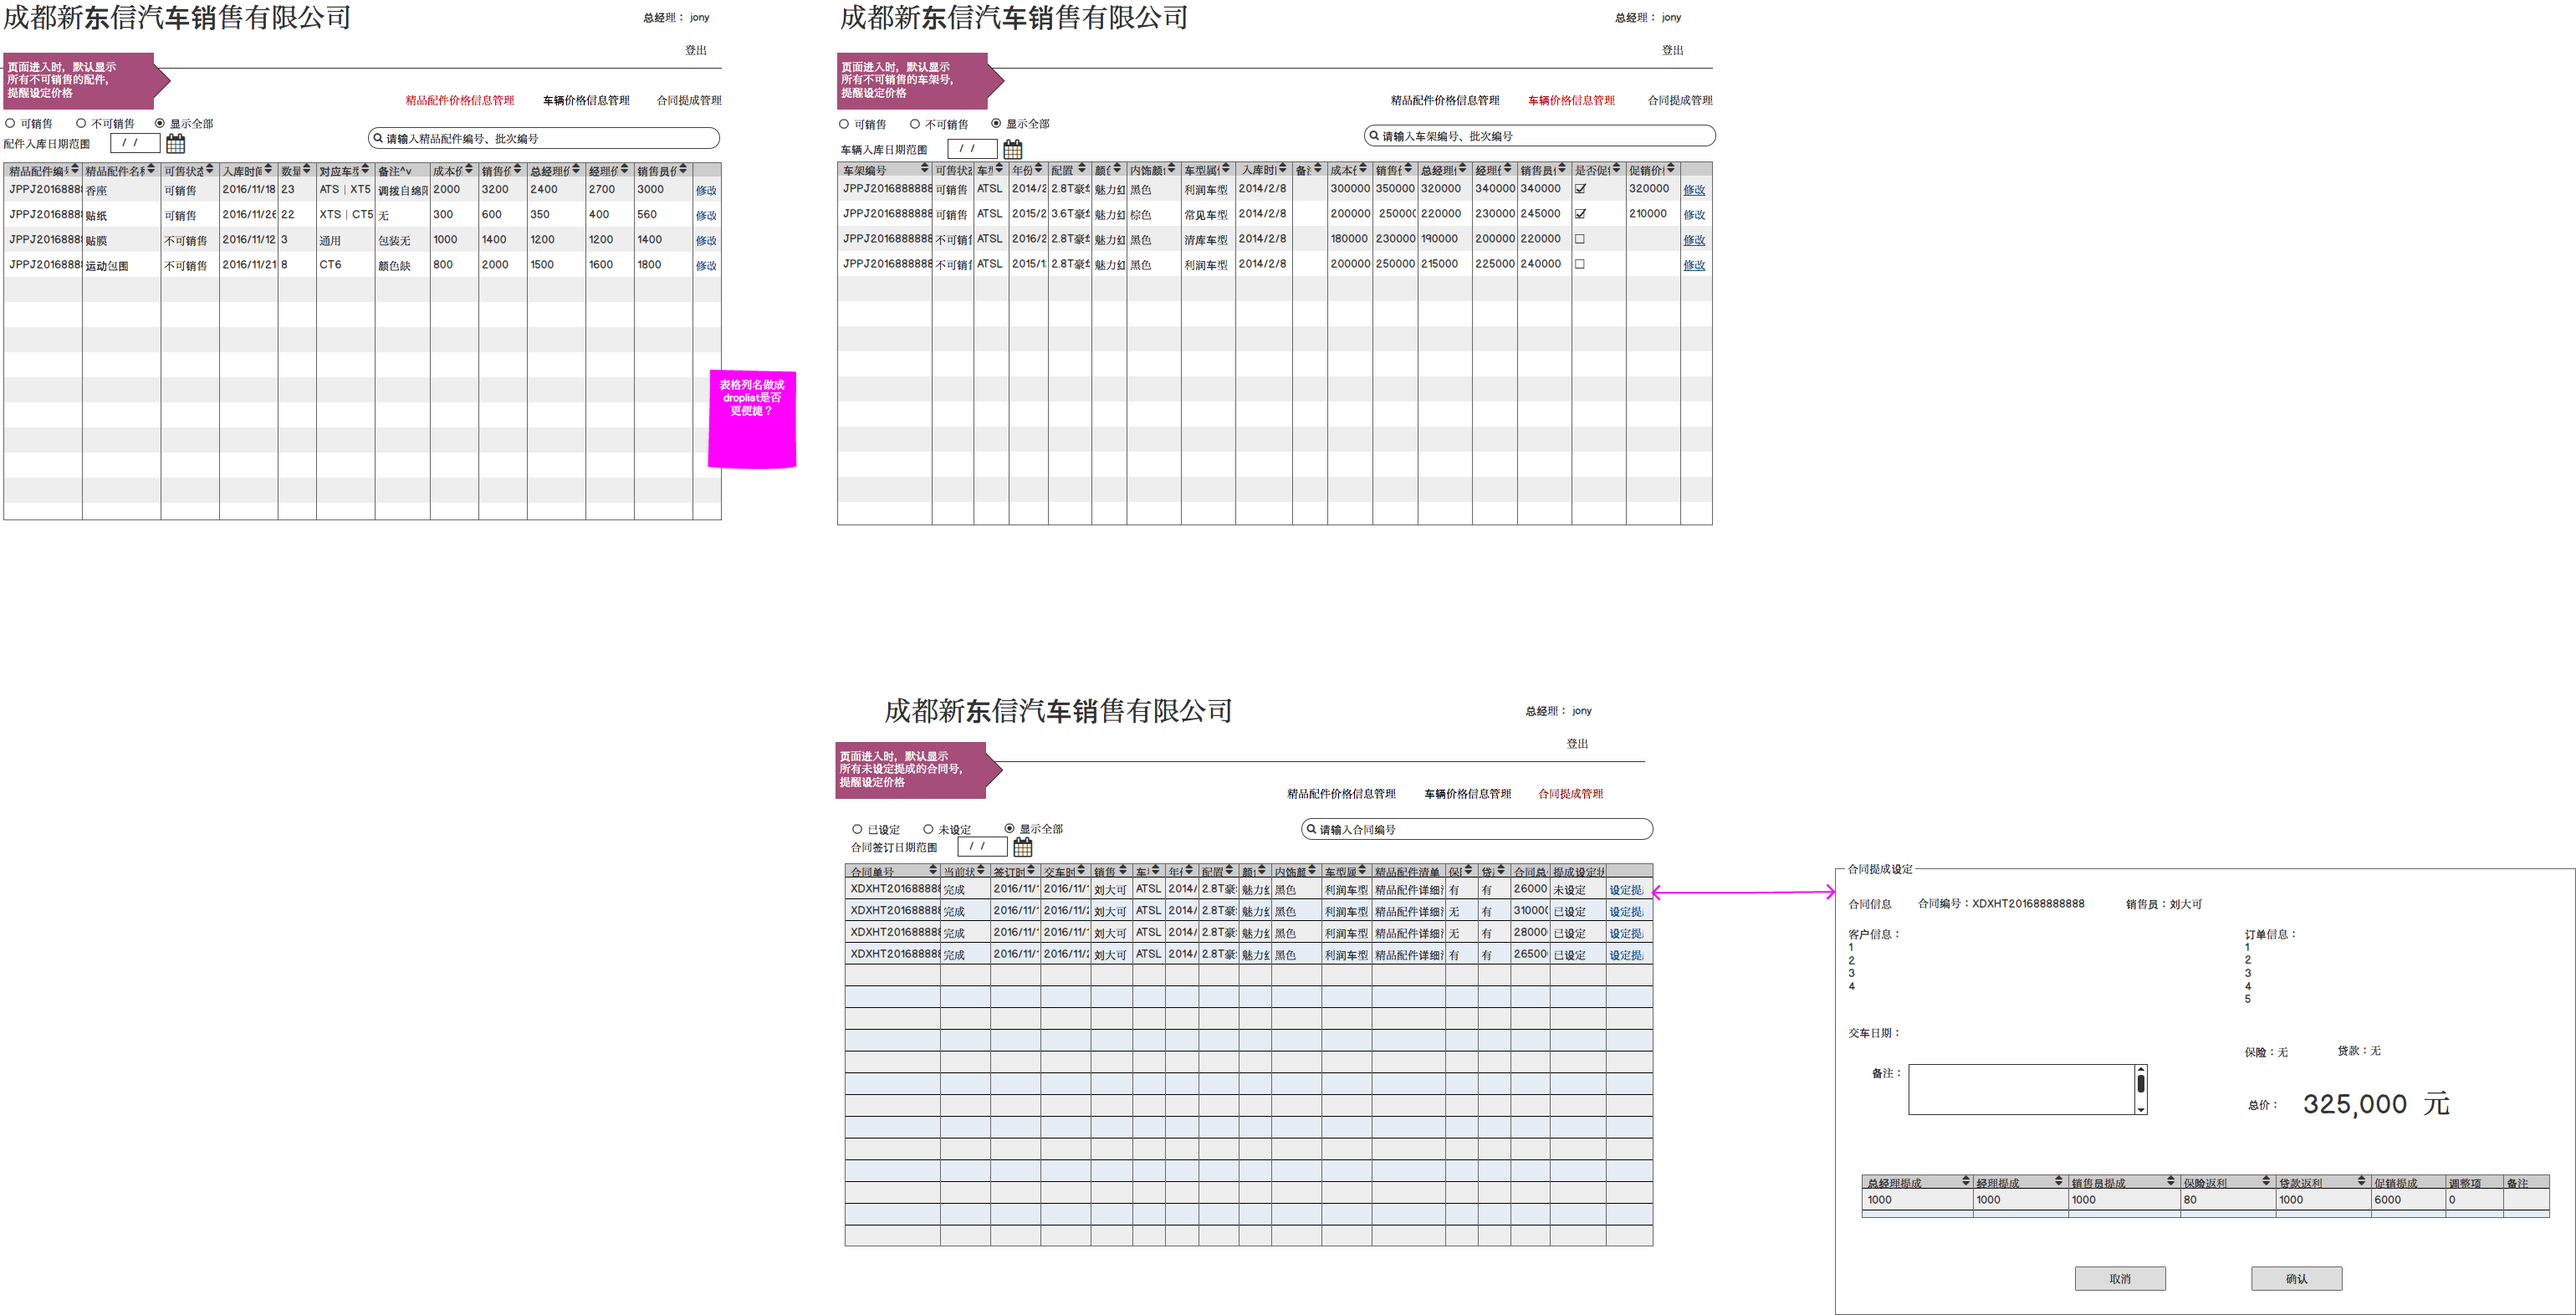 成都新东信汽车销售有限公司
总经理： jony
登出
页面进入时，默认显示
所有不可销售的配件，
提醒设定价格
精品配件价格信息管理 车辆价格信息管理 合同提成管理
可销售 不可销售 显示全部
配件入库日期范围 / /
请输入精品配件编号、批次编号
精品配件编 精品配件名 可售状态 入库时间 数量 对应车型 备注^v 成本价 销售价 总经理价 经理价 销售员价
JPPJ2016888 香座 可销售 2016/11/18 23 ATS | XT5 调拨自绵阳 2000 3200 2400 2700 3000 修改
JPPJ2016888 贴纸 可销售 2016/11/26 22 XTS | CT5 无 300 600 350 400 560 修改
JPPJ2016888 贴膜 不可销售 2016/11/12 3 通用 包装无 1000 1400 1200 1200 1400 修改
JPPJ2016888 运动包围 不可销售 2016/11/21 8 CT6 颜色缺 800 2000 1500 1600 1800 修改
表格列名做成
droplist是否
更便捷？
成都新东信汽车销售有限公司
总经理： jony
登出
页面进入时，默认显示
所有不可销售的车架号，
提醒设定价格
精品配件价格信息管理 车辆价格信息管理 合同提成管理
可销售 不可销售 显示全部
车辆入库日期范围 / /
请输入车架编号、批次编号
车架编号 可售状态 车型 年份 配置 颜色 内饰颜色 车型属性 入库时间 备注 成本价 销售价 总经理价 经理价 销售员价 是否促销 促销价格
JPPJ2016888888 可销售 ATSL 2014/2 2.8T豪华 魅力红 黑色 利润车型 2014/2/8 300000 350000 320000 340000 340000 320000 修改
JPPJ2016888888 可销售 ATSL 2015/2 3.6T豪华 魅力红 棕色 常见车型 2014/2/8 200000 250000 220000 230000 245000 210000 修改
JPPJ2016888888 不可销售 ATSL 2016/2 2.8T豪华 魅力红 黑色 清库车型 2014/2/8 180000 230000 190000 200000 220000 修改
JPPJ2016888888 不可销售 ATSL 2015/1 2.8T豪华 魅力红 黑色 利润车型 2014/2/8 200000 250000 215000 225000 240000 修改
成都新东信汽车销售有限公司
总经理： jony
登出
页面进入时，默认显示
所有未设定提成的合同号，
提醒设定价格
精品配件价格信息管理 车辆价格信息管理 合同提成管理
已设定 未设定 显示全部
合同签订日期范围 / /
请输入合同编号
合同单号 当前状 签订时 交车时 销售 车型 年份 配置 颜色 内饰颜 车型属 精品配件清单 保险 贷款 合同总 提成设定状
XDXHT20168888 完成 2016/11/1 2016/11/1 刘大可 ATSL 2014/ 2.8T豪 魅力红 黑色 利润车型 精品配件详细 有 有 26000 未设定 设定提
XDXHT20168888 完成 2016/11/1 2016/11/2 刘大可 ATSL 2014/ 2.8T豪 魅力红 黑色 利润车型 精品配件详细 无 有 31000 已设定 设定提
XDXHT20168888 完成 2016/11/1 2016/11/1 刘大可 ATSL 2014/ 2.8T豪 魅力红 黑色 利润车型 精品配件详细 无 有 28000 已设定 设定提
XDXHT20168888 完成 2016/11/1 2016/11/2 刘大可 ATSL 2014/ 2.8T豪 魅力红 黑色 利润车型 精品配件详细 有 有 26500 已设定 设定提
合同提成设定
合同信息 合同编号：XDXHT201688888888 销售员：刘大可
客户信息：
1
2
3
4
订单信息：
1
2
3
4
5
交车日期：
保险：无 贷款：无
备注：
总价： 325,000 元
总经理提成 经理提成 销售员提成 保险返利 贷款返利 促销提成 调整项 备注
1000 1000 1000 80 1000 6000 0
取消 确认